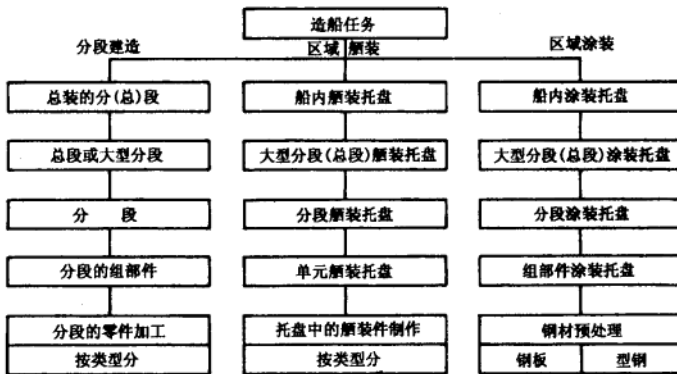 造船任务
分段建造 区域舾装 区域涂装
总装的分(总)段 船内舾装托盘 船内涂装托盘
总段或大型分段 大型分段(总段)舾装托盘 大型分段(总段)涂装托盘
分 段 分段舾装托盘 分段涂装托盘
分段的组部件 单元舾装托盘 组部件涂装托盘
分段的零件加工 托盘中的舾装件制作 钢材预处理
按类型分 按类型分 钢板 型钢